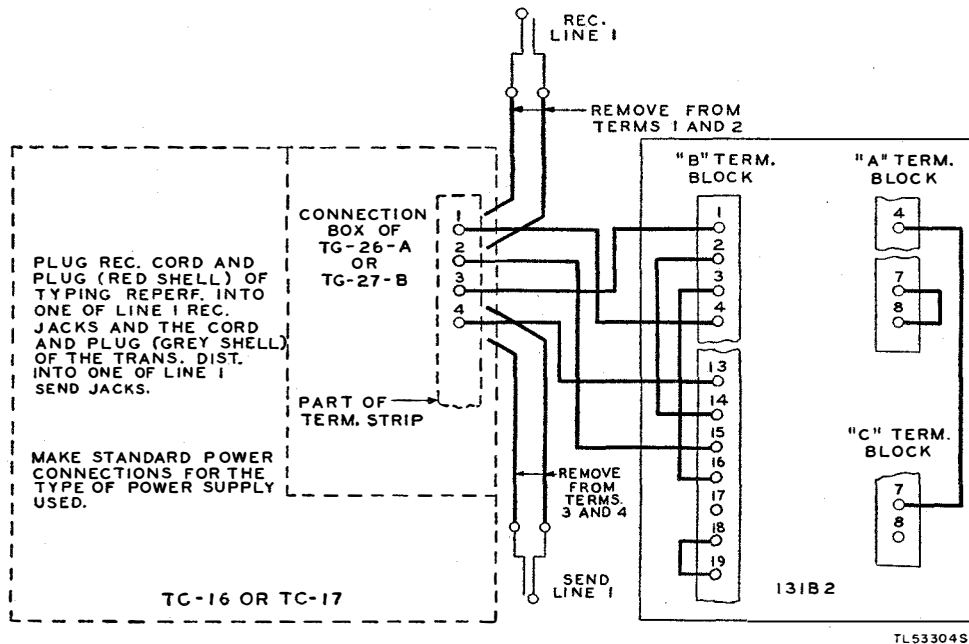 REC.
LINE 1
REMOVE FROM
TERMS 1 AND 2
"B" TERM.
BLOCK
"A" TERM.
BLOCK
CONNECTION
BOX OF
TG-26-A
OR
TG-27-B
1
2
3
4
1
2
3
4
13
14
15
16
17
18
19
4
7
8
PLUG REC. CORD AND
PLUG (RED SHELL) OF
TYPING REPERF. INTO
ONE OF LINE 1 REC.
JACKS AND THE CORD
AND PLUG (GREY SHELL)
OF THE TRANS. DIST.
INTO ONE OF LINE 1
SEND JACKS.
PART OF
TERM. STRIP
MAKE STANDARD POWER
CONNECTIONS FOR THE
TYPE OF POWER SUPPLY
USED.
REMOVE
FROM
TERMS.
3 AND 4
"C" TERM.
BLOCK
7
8
SEND
LINE 1
TC-16 OR TC-17
131B2
TL53304S